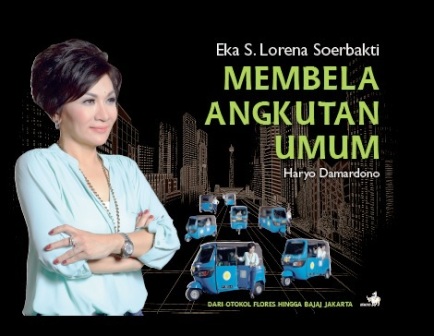 Eka S. Lorena Soerbakti
MEMBELA
ANGKUTAN
UMUM
Haryo Damardono
DARI OTOKOL FLORES HINGGA BAJAJ JAKARTA